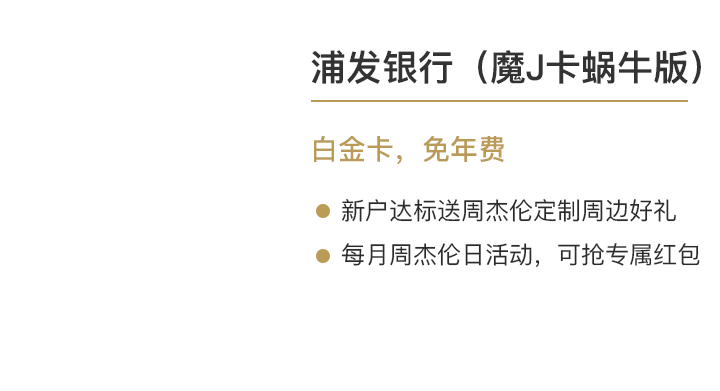 浦发银行（魔J卡蜗牛版）
白金卡，免年费
新户达标送周杰伦定制周边好礼
每月周杰伦日活动，可抢专属红包